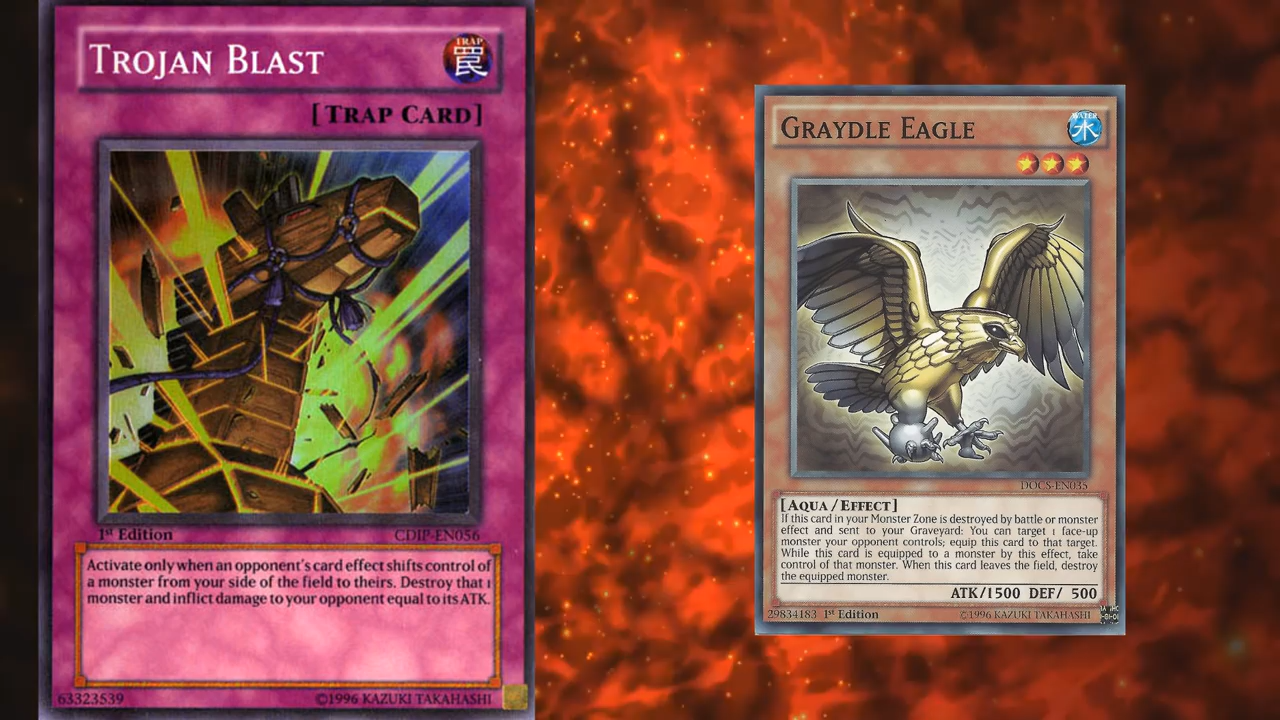 TROJAN BLAST
TRAP
罠
[TRAP CARD]
1st Edition
CDIP-EN056
Activate only when an opponent's card effect shifts control of
a monster from your side of the field to theirs. Destroy that 1
monster and inflict damage to your opponent equal to its ATK.
63323539
©1996 KAZUKI TAKAHASHI
GRAYDLE EAGLE
WATER
水
DOCS-EN035
[AQUA/EFFECT]
If this card in your Monster Zone is destroyed by battle or monster
effect and sent to your Graveyard: You can target 1 face-up
monster your opponent controls; equip this card to that target.
While this card is equipped to a monster by this effect, take
control of that monster. When this card leaves the field, destroy
the equipped monster.
ATK/1500 DEF/ 500
29834183 1st Edition
©1996 KAZUKI TAKAHASHI